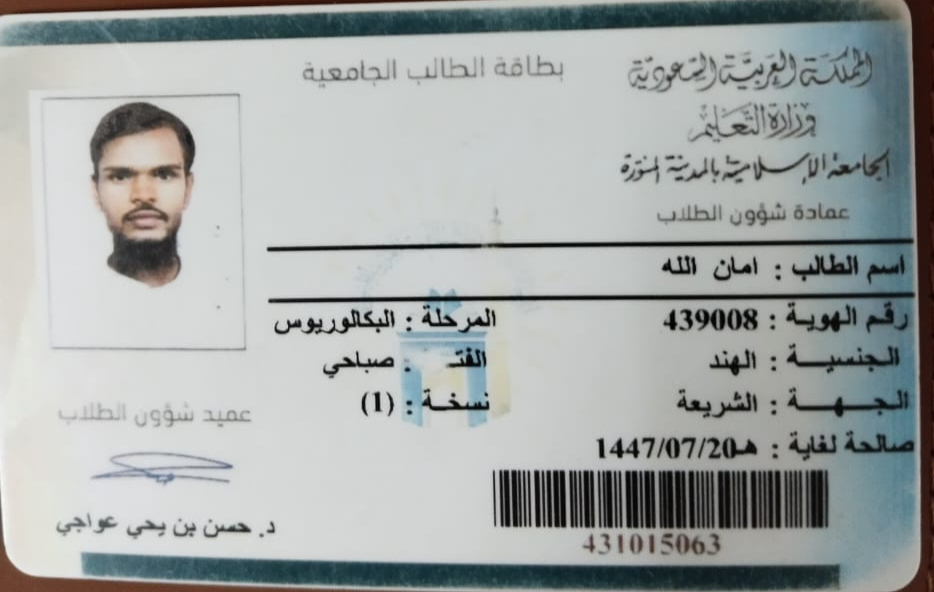 بطاقة الطالب الجامعية
المملكة العربية السعودية
وزارة التعليم
الجامعة الإسلامية بالمدينة المنورة
عمادة شؤون الطلاب
اسم الطالب : امان الله
رقم الهوية : 439008
المرحلة : البكالوريوس
الجنسية : الهند
الفتـ : صباحي
الجهة : الشريعة
نسخة : (1)
صالحة لغاية : 1447/07/20هـ
431015063
عميد شؤون الطلاب
د. حسن بن يحي عواجي